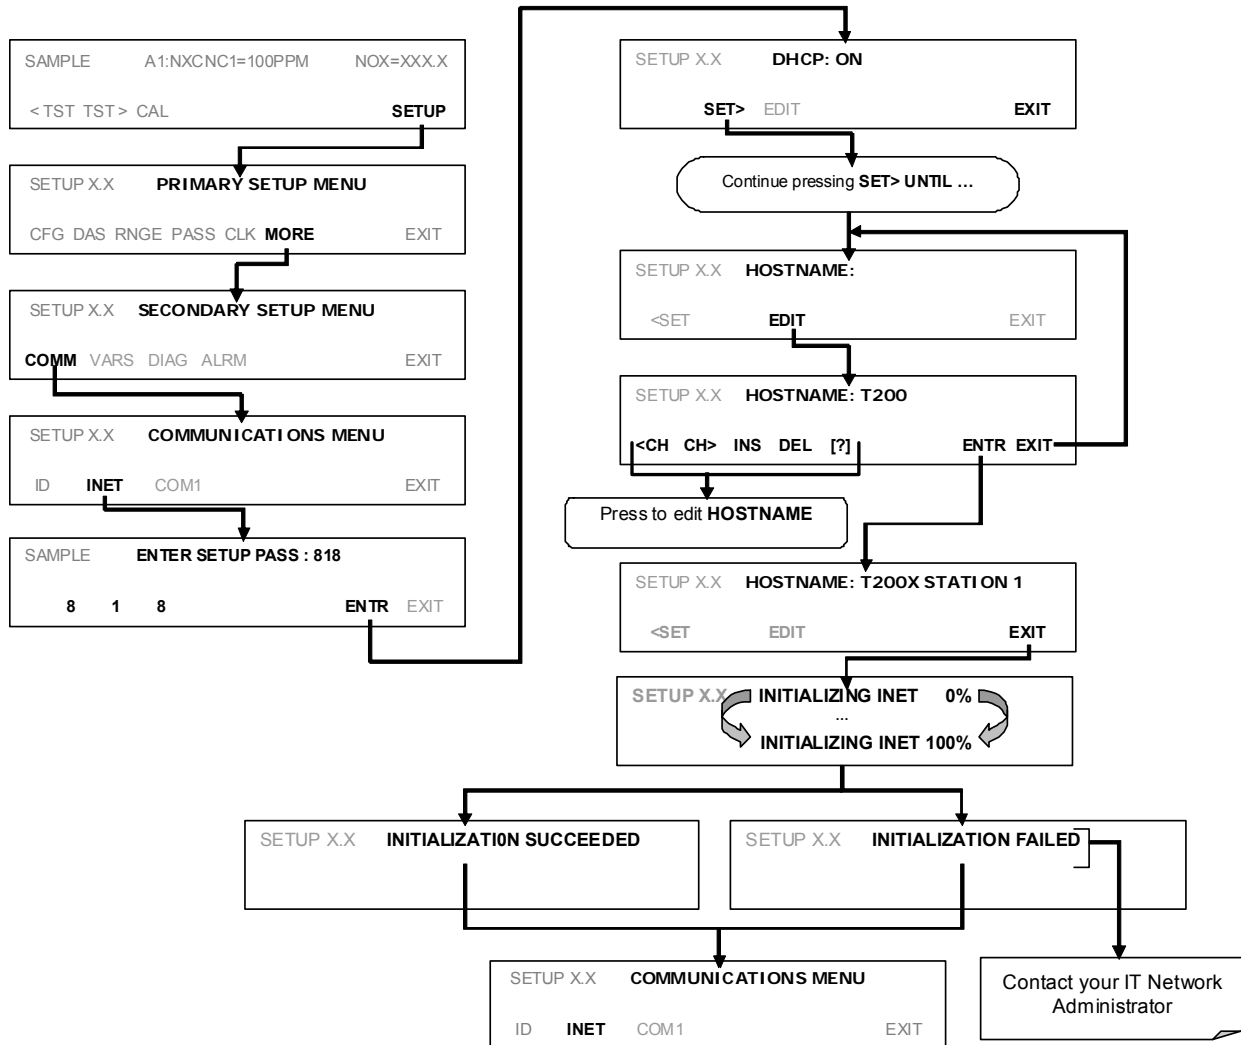 SAMPLE A1:NXCNC1=100PPM NOX=XXX.X
< TST TST > CAL SETUP
SETUP X.X PRIMARY SETUP MENU
CFG DAS RNGE PASS CLK MORE EXIT
SETUP X.X SECONDARY SETUP MENU
COMM VARS DIAG ALRM EXIT
SETUP X.X COMMUNICATIONS MENU
ID INET COM1 EXIT
SAMPLE ENTER SETUP PASS : 818
8 1 8 ENTR EXIT
SETUP X.X DHCP: ON
SET> EDIT EXIT
Continue pressing SET> UNTIL ...
SETUP X.X HOSTNAME:
<SET EDIT EXIT
SETUP X.X HOSTNAME: T200
<CH CH> INS DEL [?] ENTR EXIT
Press to edit HOSTNAME
SETUP X.X HOSTNAME: T200X STATION 1
<SET EDIT EXIT
SETUP X.X INITIALIZING INET 0%
...
INITIALIZING INET 100%
SETUP X.X INITIALIZATI0N SUCCEEDED
SETUP X.X INITIALIZATION FAILED
SETUP X.X COMMUNICATIONS MENU
ID INET COM1 EXIT
Contact your IT Network
Administrator